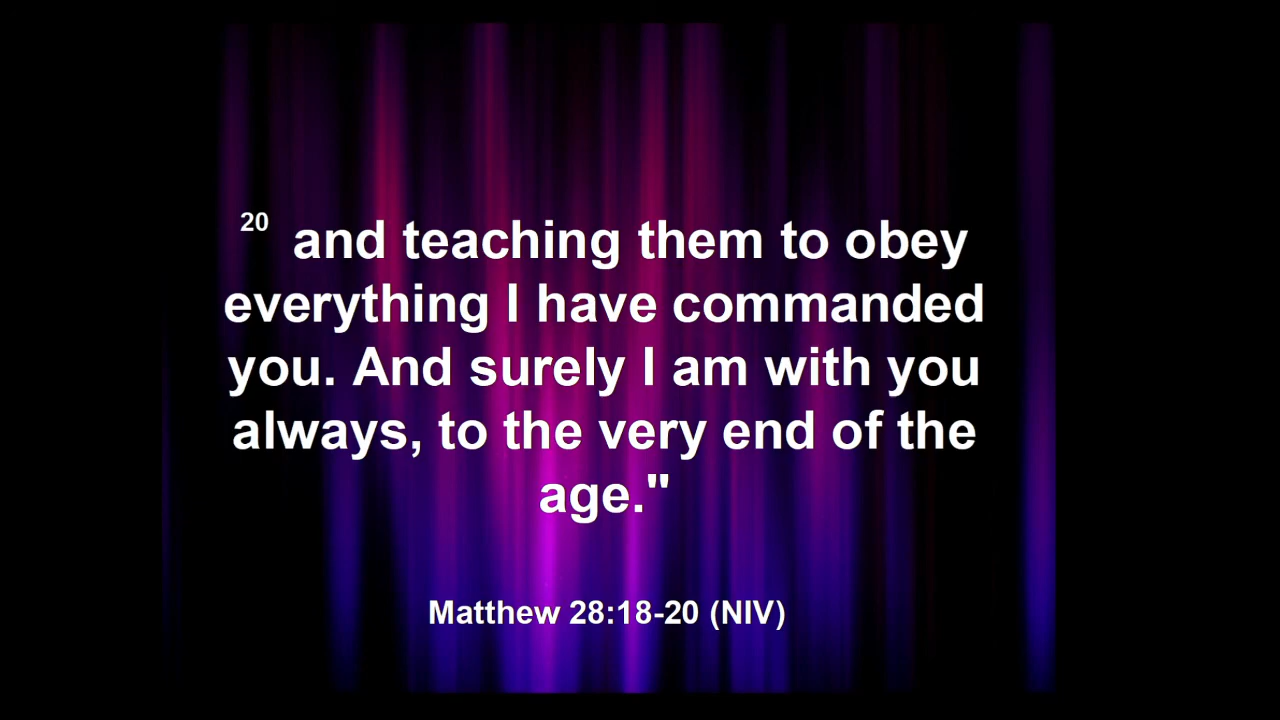 20 and teaching them to obey
everything I have commanded
you. And surely I am with you
always, to the very end of the
age."
Matthew 28:18-20 (NIV)